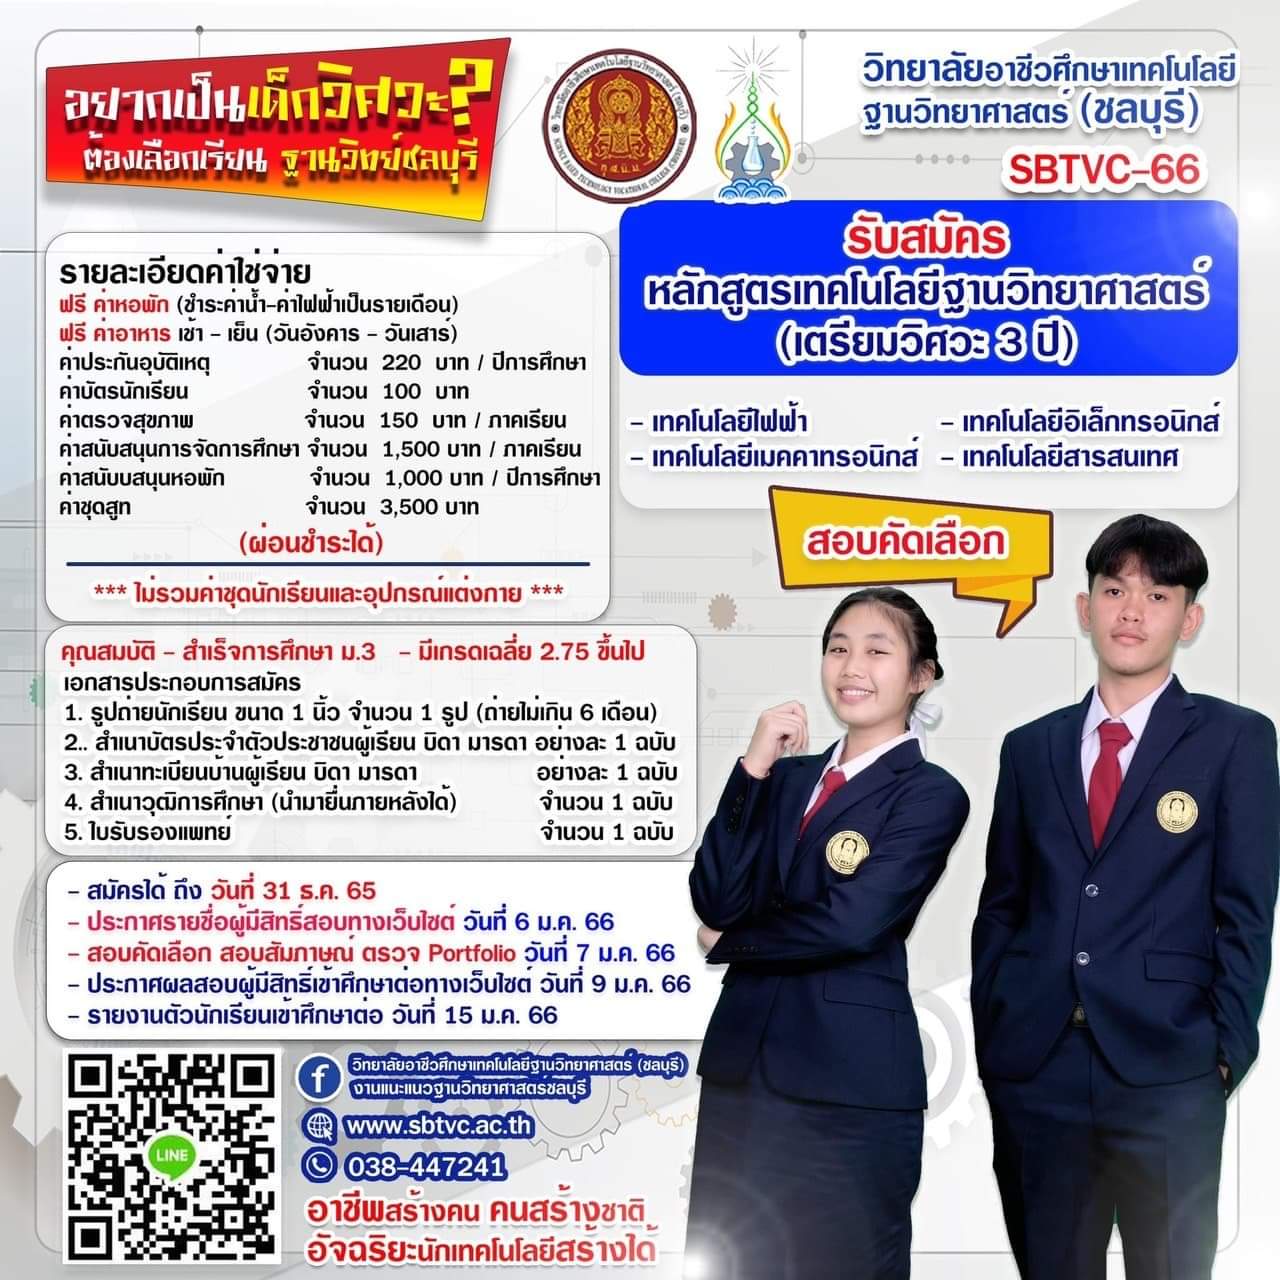 อยากเป็นเด็กวิศวะ?
ต้องเลือกเรียน ฐานวิทย์ชลบุรี
วิทยาลัยอาชีวศึกษาเทคโนโลยี
ฐานวิทยาศาสตร์ (ชลบุรี)
SBTVC-66
รับสมัคร
หลักสูตรเทคโนโลยีฐานวิทยาศาสตร์
(เตรียมวิศวะ 3 ปี)
- เทคโนโลยีไฟฟ้า - เทคโนโลยีอิเล็กทรอนิกส์
- เทคโนโลยีเมคคาทรอนิกส์ - เทคโนโลยีสารสนเทศ
สอบคัดเลือก
รายละเอียดค่าใช่จ่าย
ฟรี ค่าหอพัก (ชำระค่าน้ำ-ค่าไฟฟ้าเป็นรายเดือน)
ฟรี ค่าอาหาร เช้า - เย็น (วันอังคาร - วันเสาร์)
ค่าประกันอุบัติเหตุ จำนวน 220 บาท / ปีการศึกษา
ค่าบัตรนักเรียน จำนวน 100 บาท
ค่าตรวจสุขภาพ จำนวน 150 บาท / ภาคเรียน
ค่าสนับสนุนการจัดการศึกษา จำนวน 1,500 บาท / ภาคเรียน
ค่าสนับบสนุนหอพัก จำนวน 1,000 บาท / ปีการศึกษา
ค่าชุดสูท จำนวน 3,500 บาท
(ผ่อนชำระได้)
*** ไม่รวมค่าชุดนักเรียนและอุปกรณ์แต่งกาย ***
คุณสมบัติ - สำเร็จการศึกษา ม.3 - มีเกรดเฉลี่ย 2.75 ขึ้นไป
เอกสารประกอบการสมัคร
1. รูปถ่ายนักเรียน ขนาด 1 นิ้ว จำนวน 1 รูป (ถ่ายไม่เกิน 6 เดือน)
2.. สำเนาบัตรประจำตัวประชาชนผู้เรียน บิดา มารดา อย่างละ 1 ฉบับ
3. สำเนาทะเบียนบ้านผู้เรียน บิดา มารดา อย่างละ 1 ฉบับ
4. สำเนาวุฒิการศึกษา (นำมายื่นภายหลังได้) จำนวน 1 ฉบับ
5. ใบรับรองแพทย์ จำนวน 1 ฉบับ
- สมัครได้ ถึง วันที่ 31 ธ.ค. 65
- ประกาศรายชื่อผู้มีสิทธิ์สอบทางเว็บไซต์ วันที่ 6 ม.ค. 66
- สอบคัดเลือก สอบสัมภาษณ์ ตรวจ Portfolio วันที่ 7 ม.ค. 66
- ประกาศผลสอบผู้มีสิทธิ์เข้าศึกษาต่อทางเว็บไซต์ วันที่ 9 ม.ค. 66
- รายงานตัวนักเรียนเข้าศึกษาต่อ วันที่ 15 ม.ค. 66
LINE
วิทยาลัยอาชีวศึกษาเทคโนโลยีฐานวิทยาศาสตร์ (ชลบุรี)
งานแนะแนวฐานวิทยาศาสตร์ชลบุรี
www.sbtvc.ac.th
038-447241
อาชีพสร้างคน คนสร้างชาติ
อัจฉริยะนักเทคโนโลยีสร้างได้